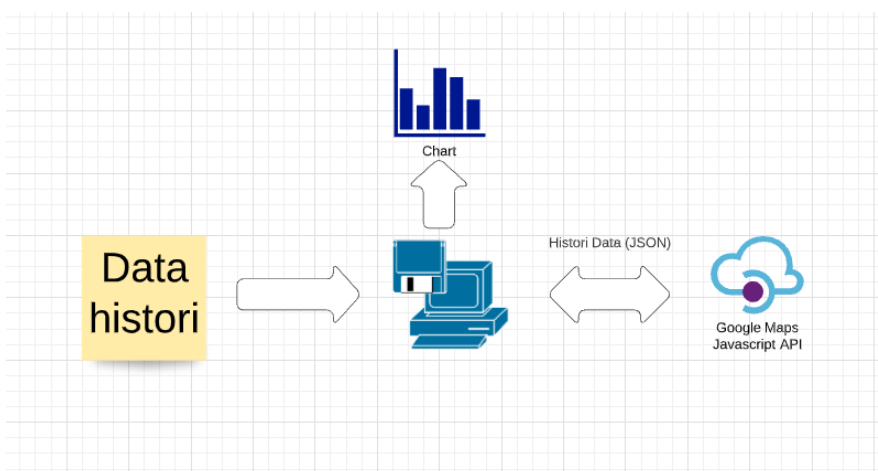 Chart
Histori Data (JSON)
Data
histori
Google Maps
Javascript API